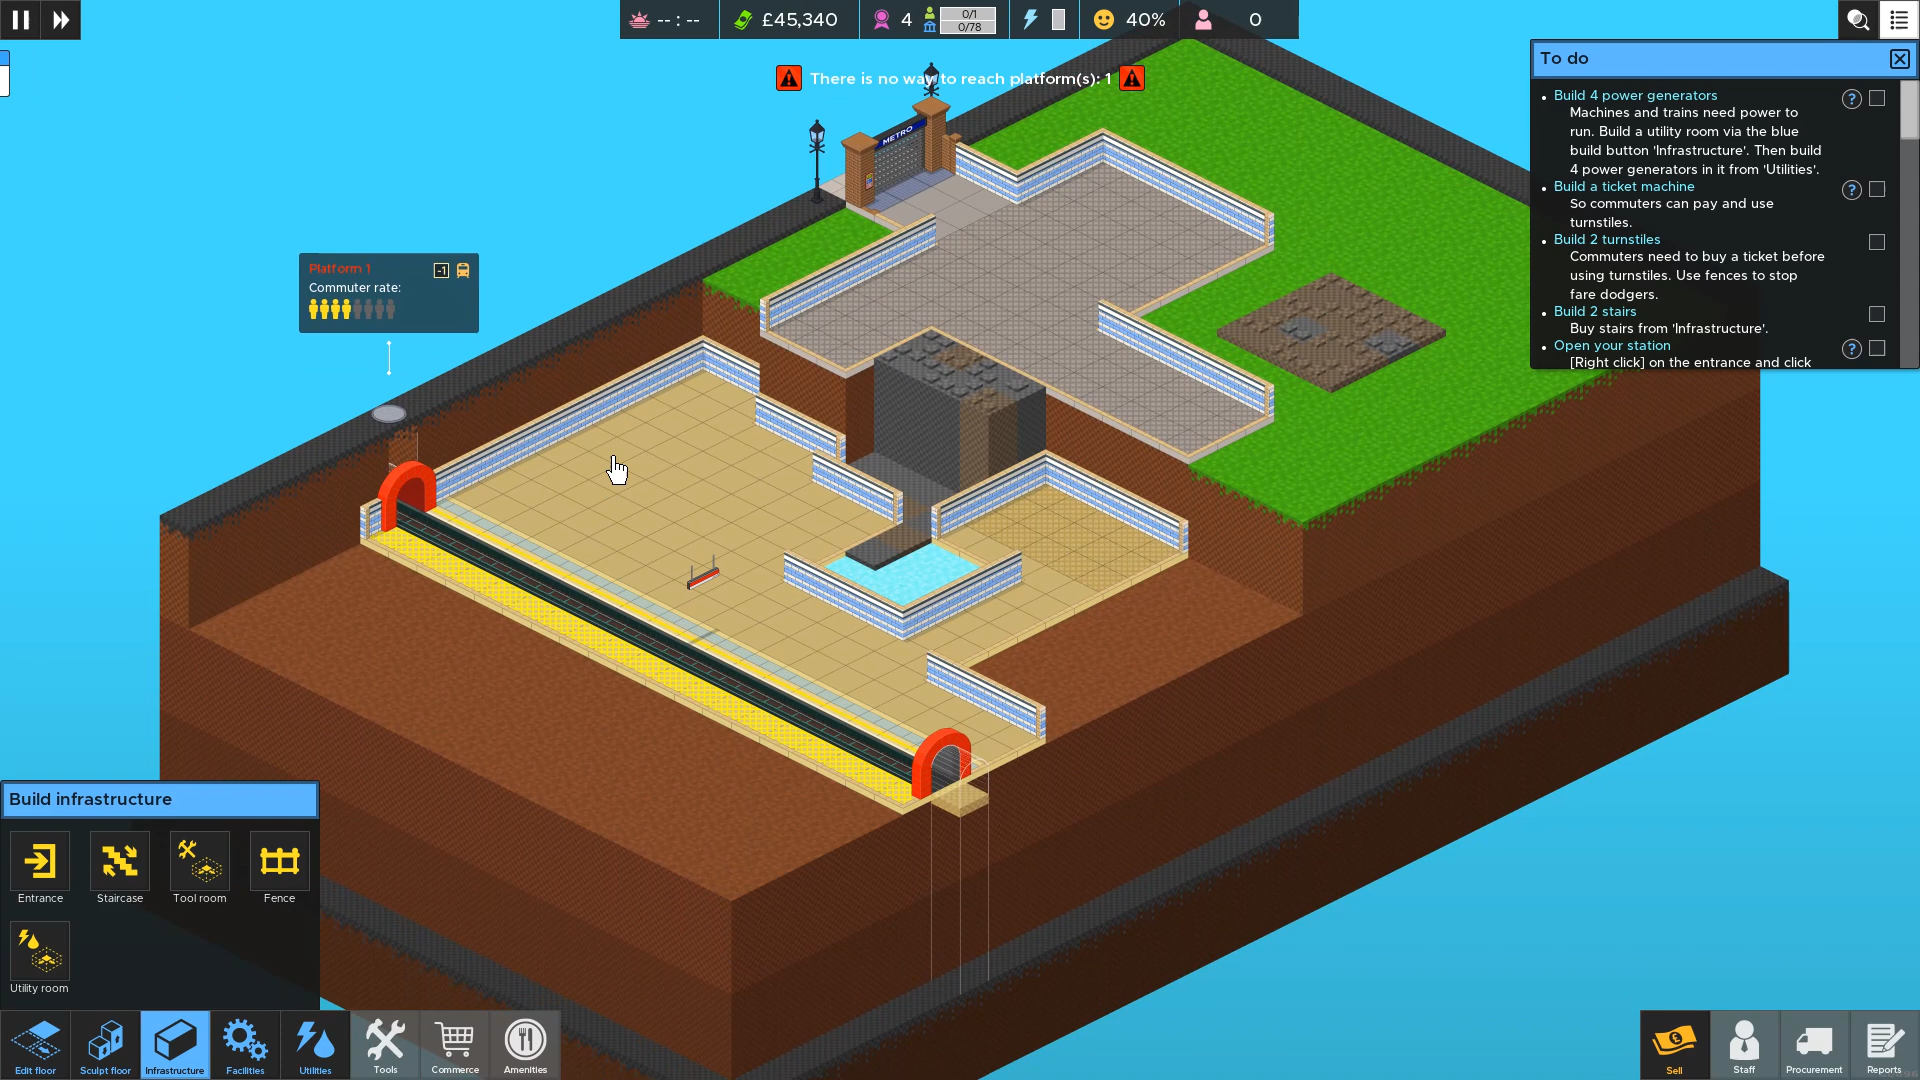 -- : --
£45,340
4
0/1
0/78
40%
0
There is no way to reach platform(s): 1
METRO
To do
Build 4 power generators
Machines and trains need power to
run. Build a utility room via the blue
build button 'Infrastructure'. Then build
4 power generators in it from 'Utilities'.
Build a ticket machine
So commuters can pay and use
turnstiles.
Build 2 turnstiles
Commuters need to buy a ticket before
using turnstiles. Use fences to stop
fare dodgers.
Build 2 stairs
Buy stairs from 'Infrastructure'.
Open your station
[Right click] on the entrance and click
Platform 1
-1
Commuter rate:
Build infrastructure
Entrance
Staircase
Tool room
Fence
Utility room
Edit floor
Sculpt floor
Infrastructure
Facilities
Utilities
Tools
Commerce
Amenities
Sell
Staff
Procurement
Reports